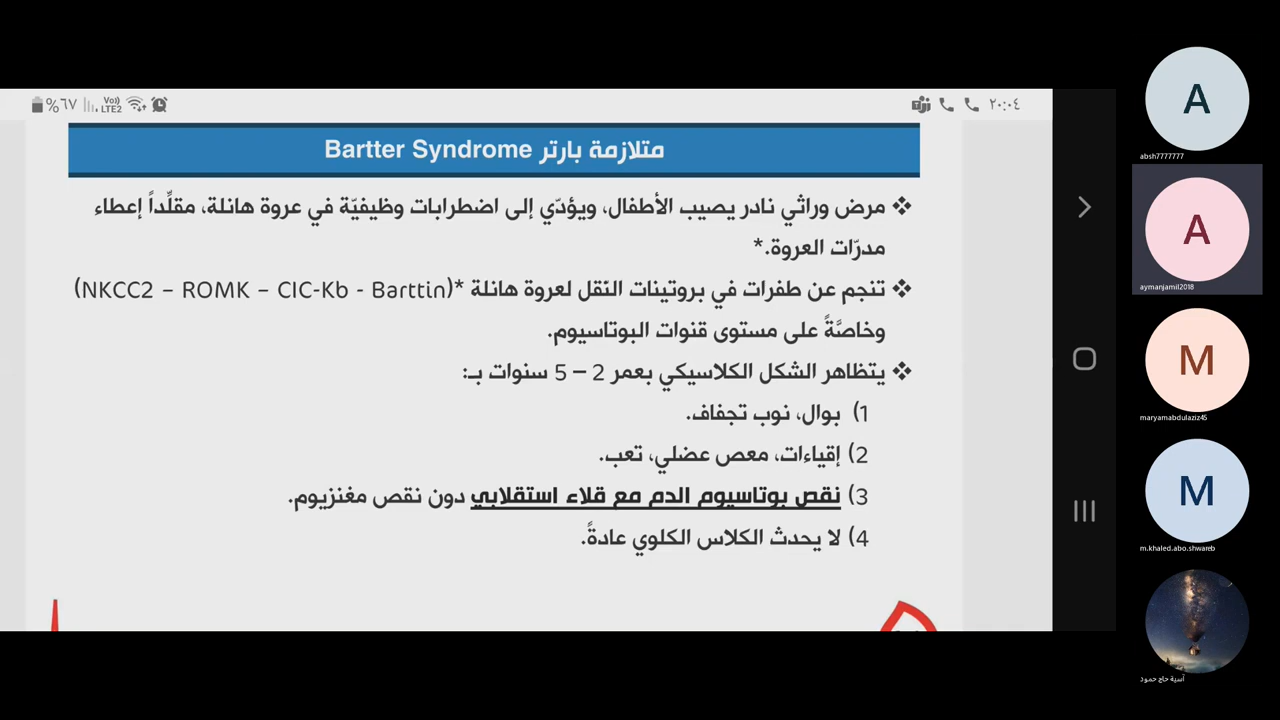 %٦٧ Vo)) LTE2 ٢٠:٠٤
متلازمة بارتر Bartter Syndrome
❖ مرض وراثي نادر يصيب الأطفال، ويؤدّي إلى اضطرابات وظيفيّة في عروة هانلة، مقلِّداً إعطاء
مدرّات العروة.*
❖ تنجم عن طفرات في بروتينات النقل لعروة هانلة *(NKCC2 – ROMK – CIC-Kb - Barttin)
وخاصَّةً على مستوى قنوات البوتاسيوم.
❖ يتظاهر الشكل الكلاسيكي بعمر 2 – 5 سنوات بـ:
1) بوال، نوب تجفاف.
2) إقياءات، معص عضلي، تعب.
3) نقص بوتاسيوم الدم مع قلاء استقلابي دون نقص مغنزيوم.
4) لا يحدث الكلاس الكلوي عادةً.
A
absh7777777
A
aymanjamil2018
M
maryamabdulaziz45
M
m.khaled.abo.shwareb
آسية حاج حمود